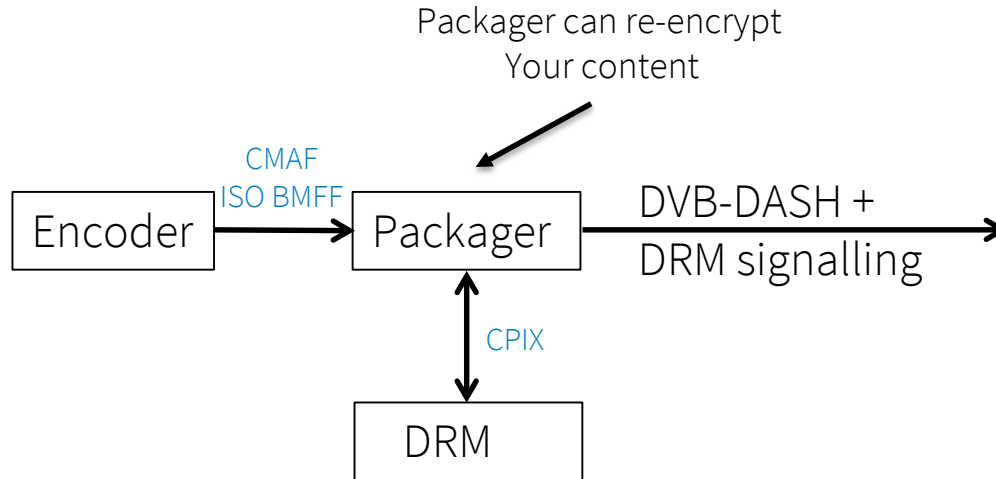 Packager can re-encrypt
Your content
CMAF
ISO BMFF
Encoder
Packager
DVB-DASH +
DRM signalling
CPIX
DRM